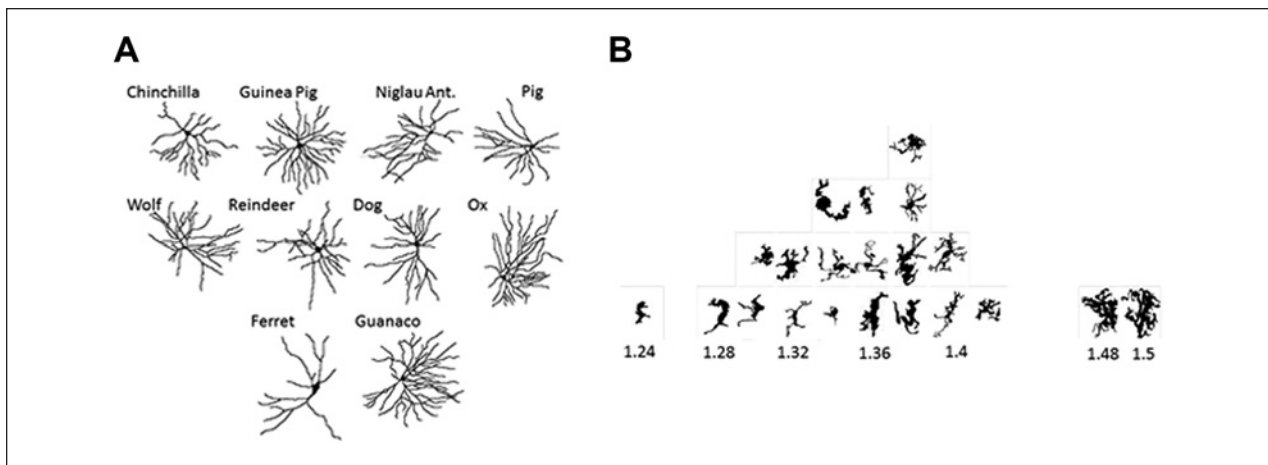 A B
Chinchilla Guinea Pig Niglau Ant. Pig
Wolf Reindeer Dog Ox
Ferret Guanaco
1.24 1.28 1.32 1.36 1.4 1.48 1.5